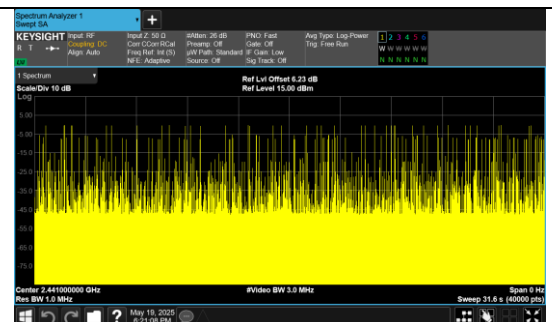 Spectrum Analyzer 1
Swept SA
KEYSIGHT Input: RF Input Z: 50 Ω #Atten: 26 dB PNO: Fast Avg Type: Log-Power 1 2 3 4 5 6
R T Coupling: DC Corr CCorr RCal Preamp: Off Gate: Off Trig: Free Run W W W W W W
Align: Auto Freq Ref: Int (S) µW Path: Standard IF Gain: Low
LXI NFE: Adaptive Source: Off Sig Track: Off N N N N N N
1 Spectrum
Scale/Div 10 dB
Ref Lvl Offset 6.23 dB
Ref Level 15.00 dBm
Log
5.00
-5.00
-15.0
-25.0
-35.0
-45.0
-55.0
-65.0
-75.0
Center 2.441000000 GHz #Video BW 3.0 MHz Span 0 Hz
Res BW 1.0 MHz Sweep 31.6 s (40000 pts)
May 19, 2025
6:21:08 PM